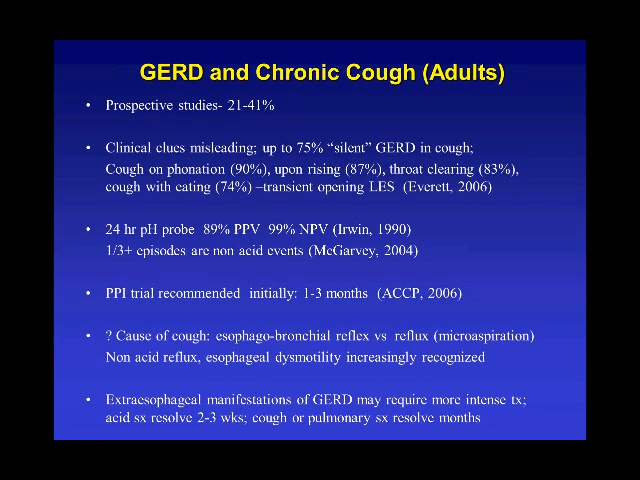 GERD and Chronic Cough (Adults)
• Prospective studies- 21-41%
• Clinical clues misleading; up to 75% “silent” GERD in cough;
Cough on phonation (90%), upon rising (87%), throat clearing (83%),
cough with eating (74%) –transient opening LES (Everett, 2006)
• 24 hr pH probe 89% PPV 99% NPV (Irwin, 1990)
1/3+ episodes are non acid events (McGarvey, 2004)
• PPI trial recommended initially: 1-3 months (ACCP, 2006)
• ? Cause of cough: esophago-bronchial reflex vs reflux (microaspiration)
Non acid reflux, esophageal dysmotility increasingly recognized
• Extraesophageal manifestations of GERD may require more intense tx;
acid sx resolve 2-3 wks; cough or pulmonary sx resolve months